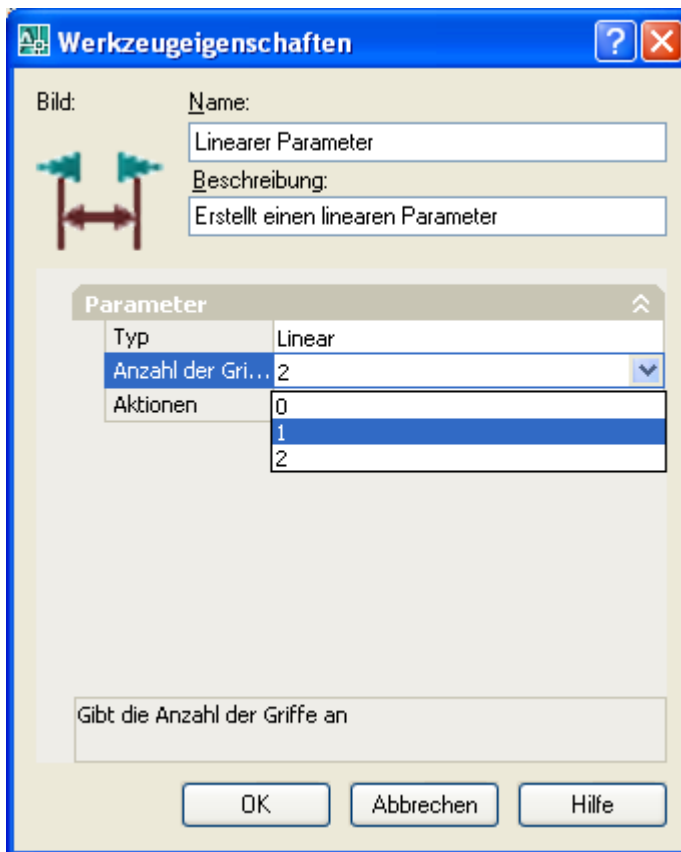 Werkzeugeigenschaften
Bild:
Name:
Linearer Parameter
Beschreibung:
Erstellt einen linearen Parameter
Parameter
Typ Linear
Anzahl der Gri... 2
Aktionen
0
1
2
Gibt die Anzahl der Griffe an
OK Abbrechen Hilfe